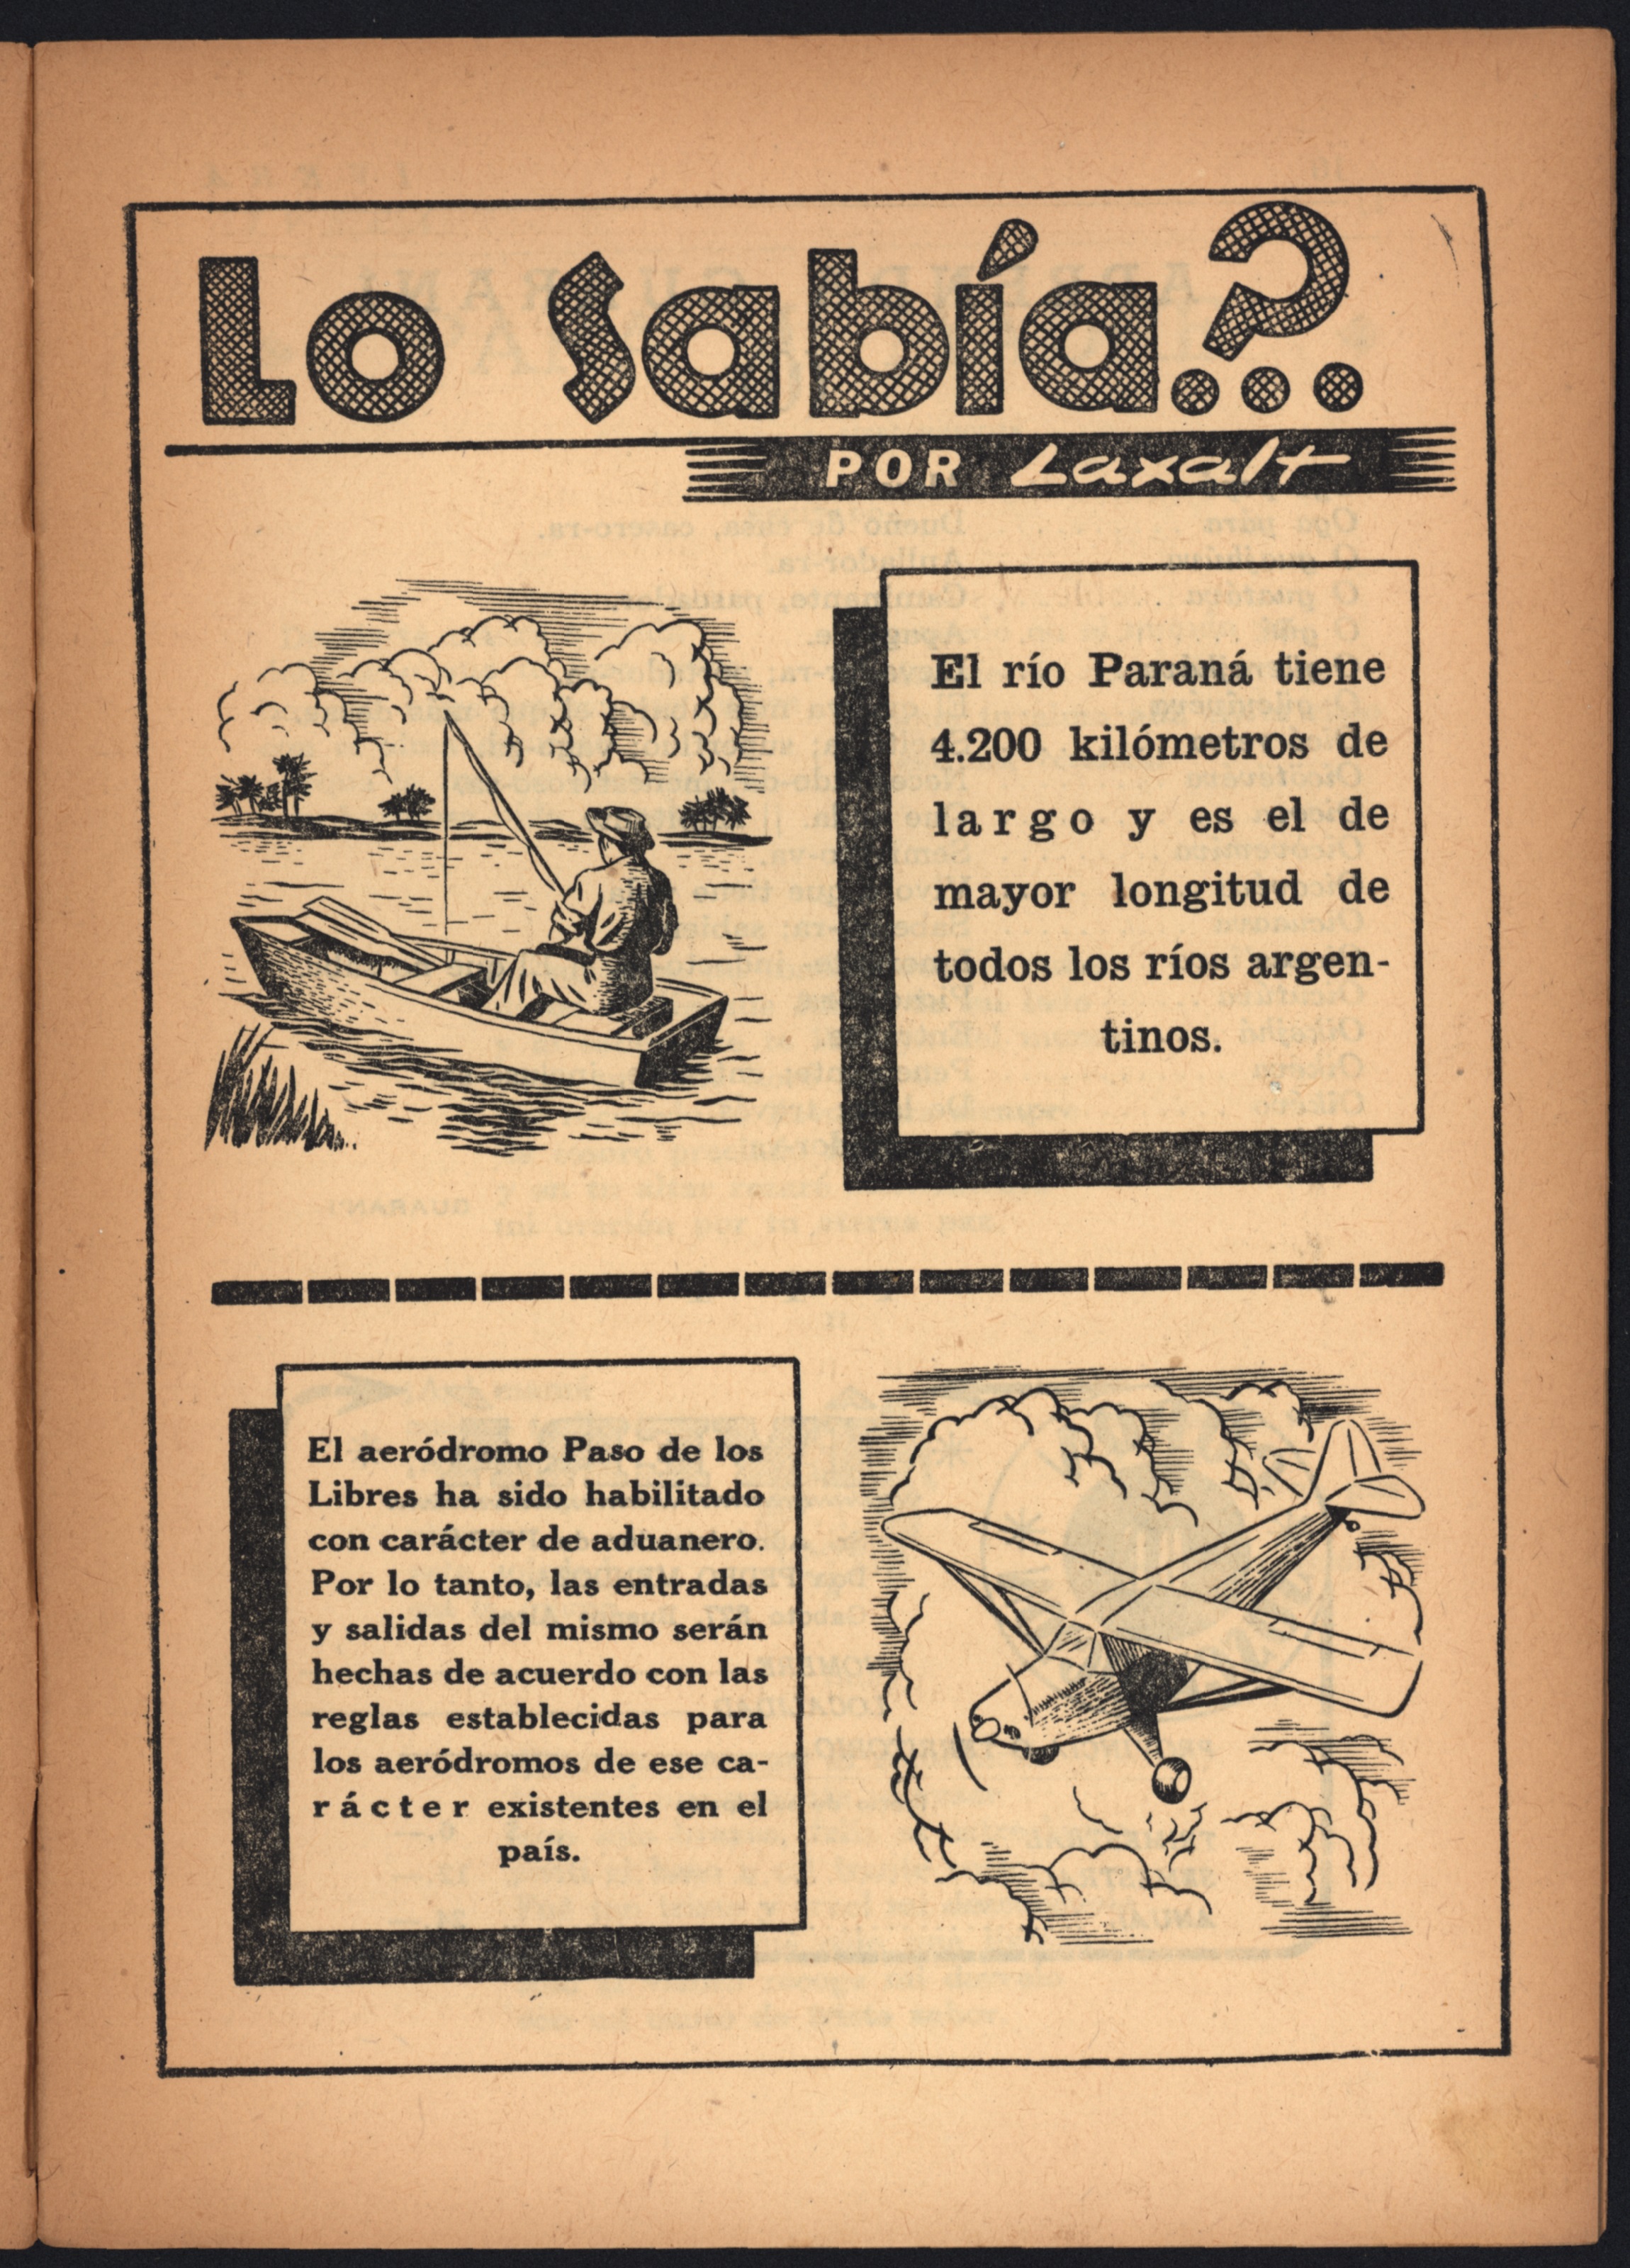 Lo Sabía...?
POR Laxalt
El río Paraná tiene
4.200 kilómetros de
largo y es el de
mayor longitud de
todos los ríos argen-
tinos.
El aeródromo Paso de los
Libres ha sido habilitado
con carácter de aduanero.
Por lo tanto, las entradas
y salidas del mismo serán
hechas de acuerdo con las
reglas establecidas para
los aeródromos de ese ca-
rácter existentes en el
país.